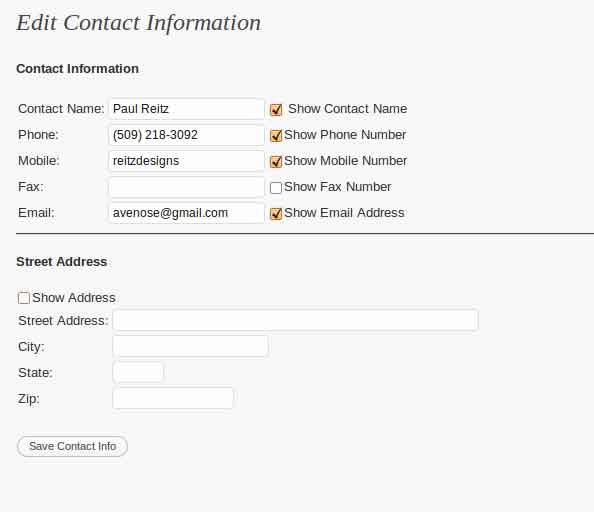 Edit Contact Information
Contact Information
Contact Name: Paul Reitz Show Contact Name
Phone: (509) 218-3092 Show Phone Number
Mobile: reitzdesigns Show Mobile Number
Fax: Show Fax Number
Email: avenose@gmail.com Show Email Address
Street Address
Show Address
Street Address:
City:
State:
Zip:
Save Contact Info